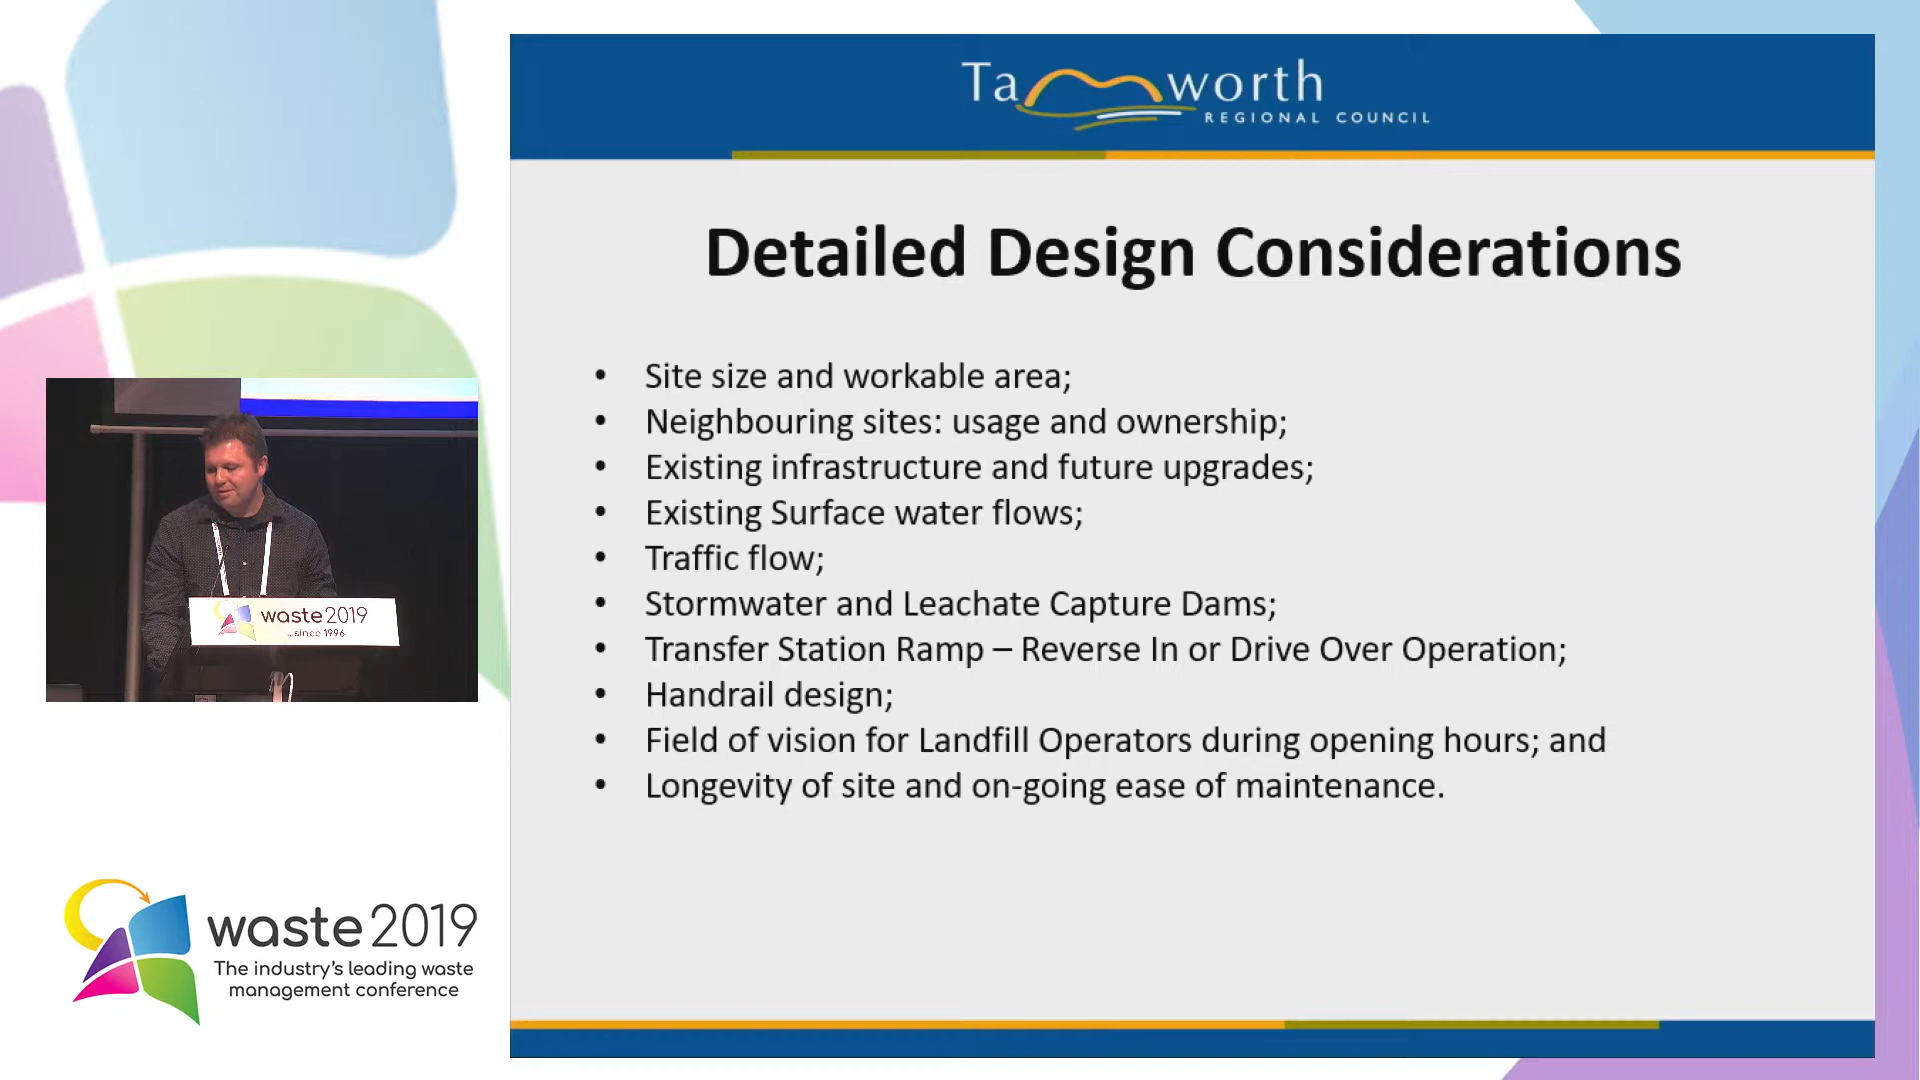 Tamworth
REGIONAL COUNCIL
Detailed Design Considerations
• Site size and workable area;
• Neighbouring sites: usage and ownership;
• Existing infrastructure and future upgrades;
• Existing Surface water flows;
• Traffic flow;
• Stormwater and Leachate Capture Dams;
• Transfer Station Ramp – Reverse In or Drive Over Operation;
• Handrail design;
• Field of vision for Landfill Operators during opening hours; and
• Longevity of site and on-going ease of maintenance.
waste 2019
...since 1996
waste 2019
The industry's leading waste
management conference